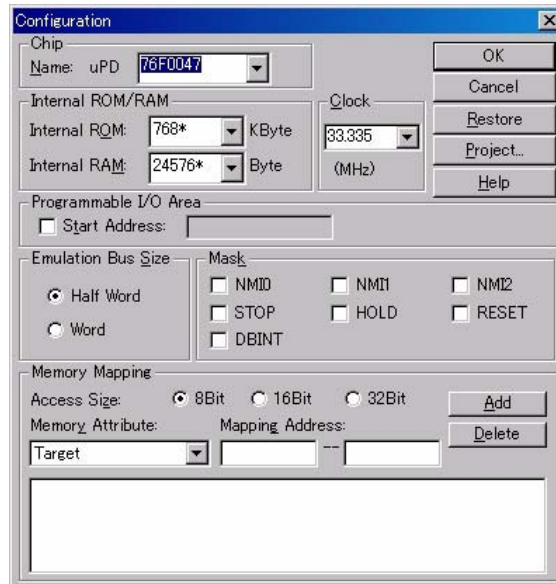 Configuration
Chip
Name: uPD 76F0047
OK
Cancel
Restore
Project...
Help
Internal ROM/RAM
Internal ROM: 768* KByte
Internal RAM: 24576* Byte
Clock
33.335
(MHz)
Programmable I/O Area
Start Address:
Emulation Bus Size
Half Word
Word
Mask
NMI0 NMI1 NMI2
STOP HOLD RESET
DBINT
Memory Mapping
Access Size: 8Bit 16Bit 32Bit
Add
Memory Attribute: Mapping Address:
Delete
Target --